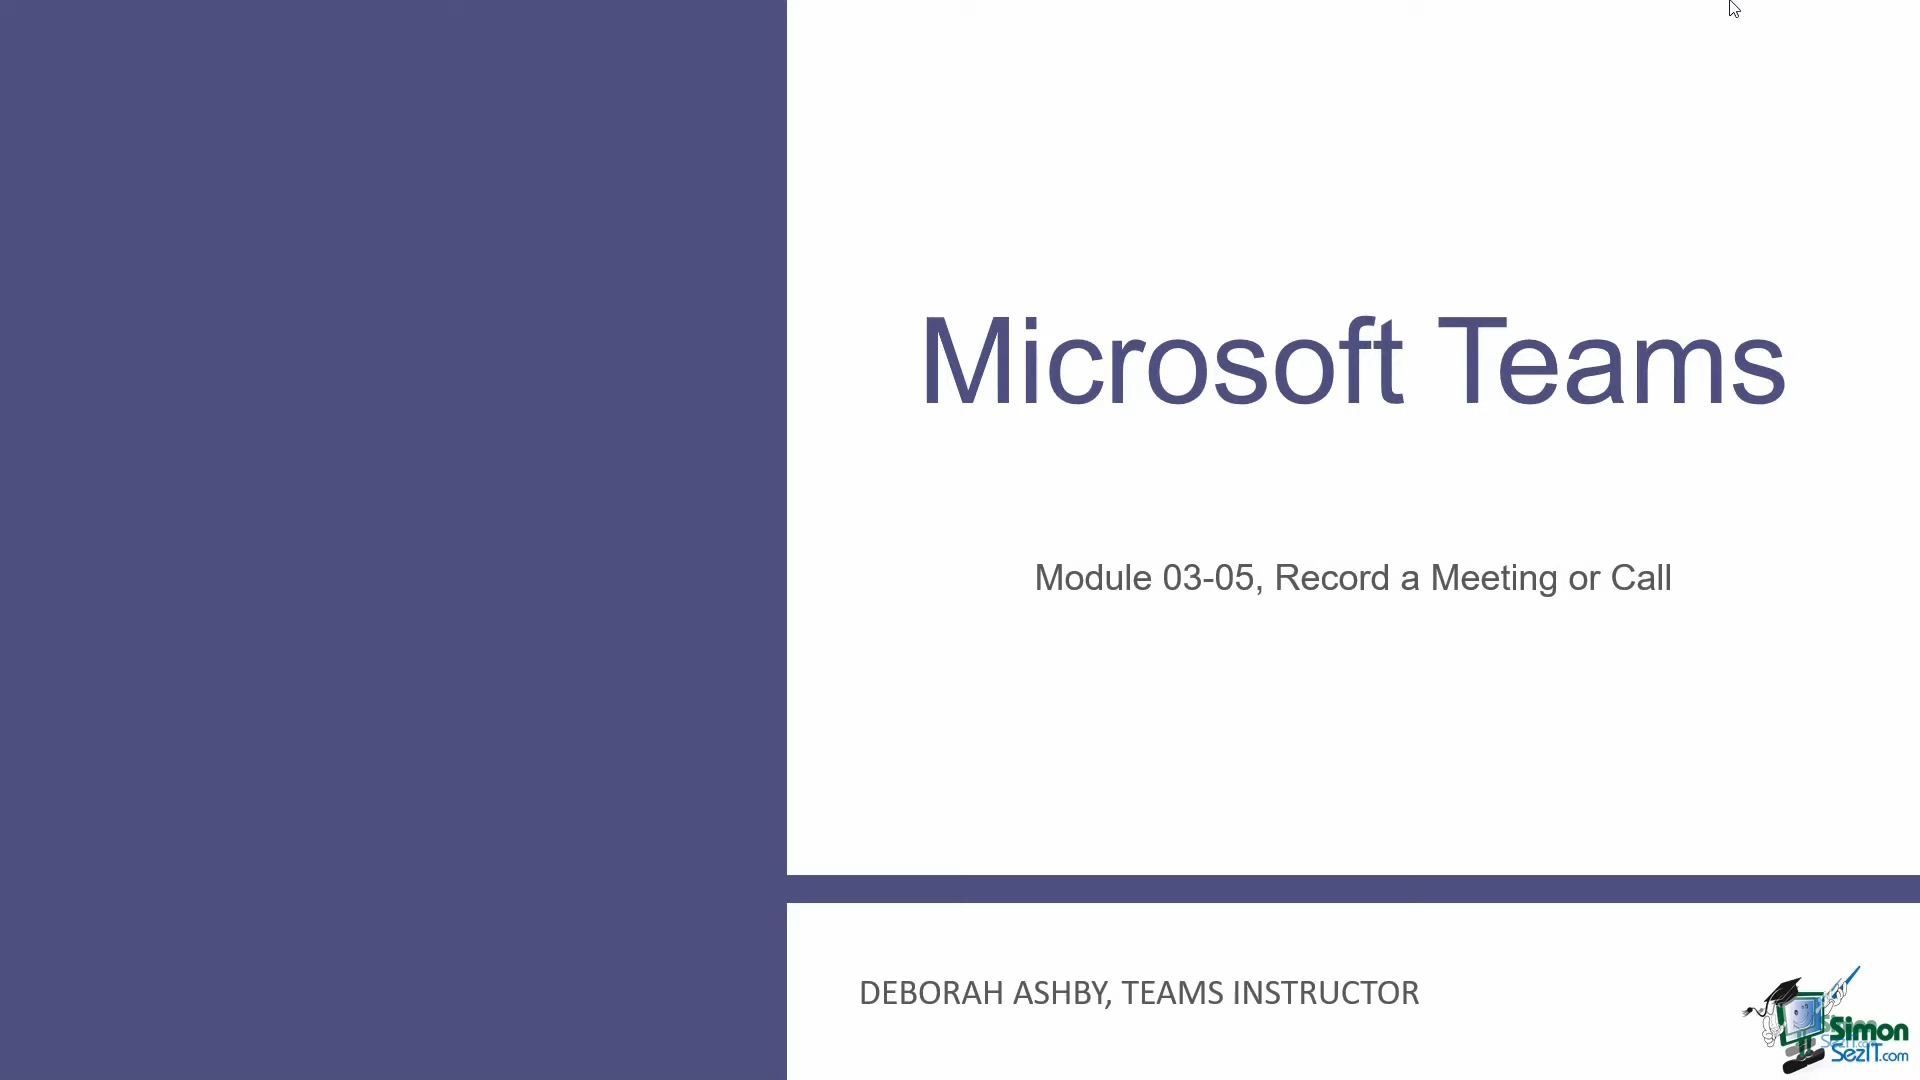 Microsoft Teams
Module 03-05, Record a Meeting or Call
DEBORAH ASHBY, TEAMS INSTRUCTOR
Simon
SezIT.com